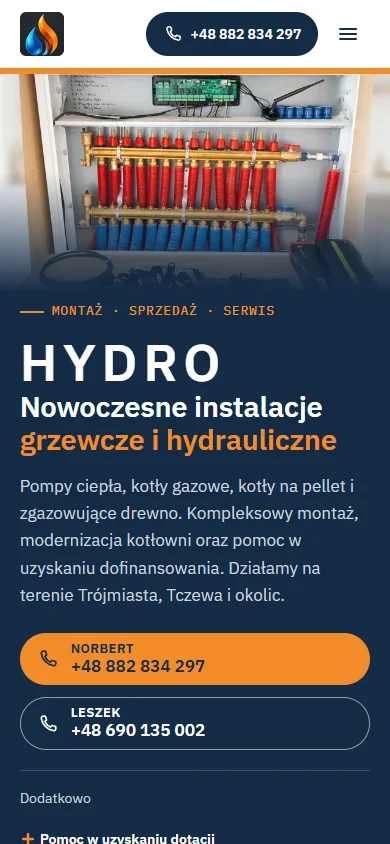 +48 882 834 297
MONTAŻ · SPRZEDAŻ · SERWIS
HYDRO
Nowoczesne instalacje
grzewcze i hydrauliczne
Pompy ciepła, kotły gazowe, kotły na pellet i
zgazowujące drewno. Kompleksowy montaż,
modernizacja kotłowni oraz pomoc w
uzyskaniu dofinansowania. Działamy na
terenie Trójmiasta, Tczewa i okolic.
NORBERT
+48 882 834 297
LESZEK
+48 690 135 002
Dodatkowo
Pomoc w uzyskaniu dotacji